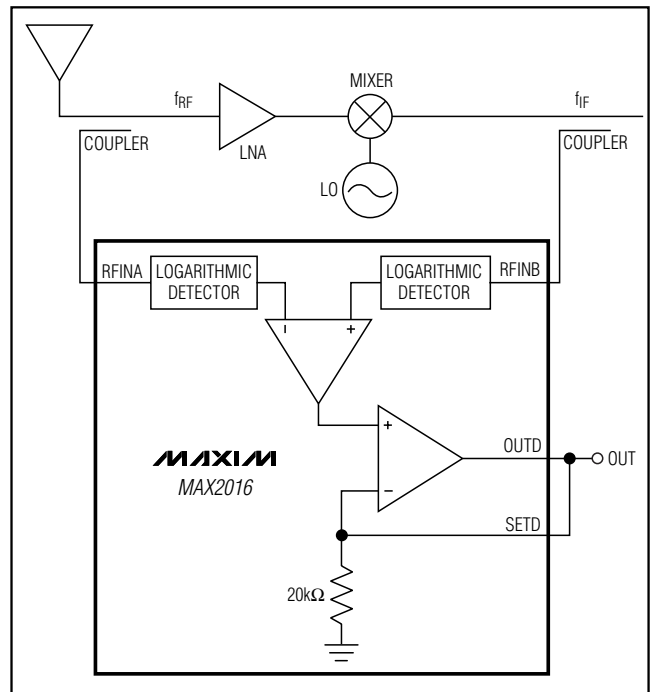 MIXER
fRF
fIF
COUPLER
LNA
COUPLER
LO
RFINA
LOGARITHMIC
DETECTOR
LOGARITHMIC
DETECTOR
RFINB
− +
+
OUTD
OUT
MAXIM
MAX2016
−
SETD
20kΩ